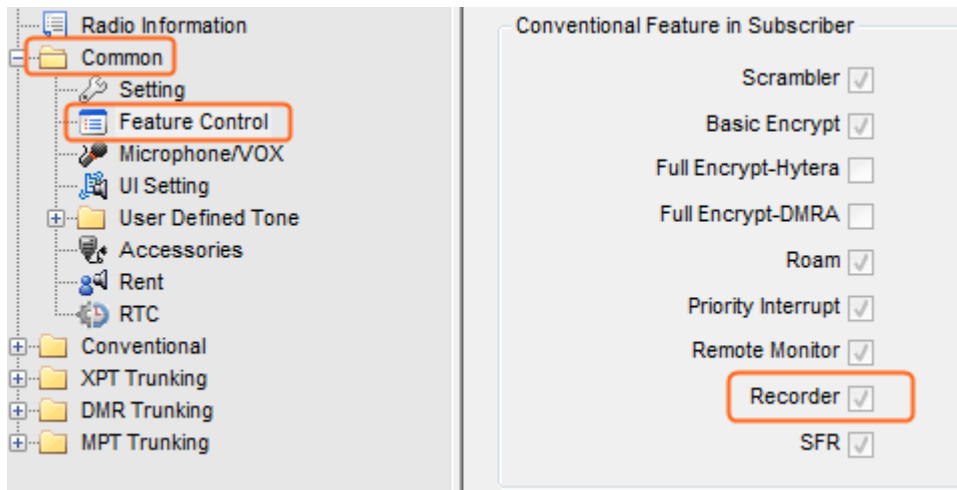 Radio Information
Common
Setting
Feature Control
Microphone/VOX
UI Setting
User Defined Tone
Accessories
Rent
RTC
Conventional
XPT Trunking
DMR Trunking
MPT Trunking
Conventional Feature in Subscriber
Scrambler
Basic Encrypt
Full Encrypt-Hytera
Full Encrypt-DMRA
Roam
Priority Interrupt
Remote Monitor
Recorder
SFR